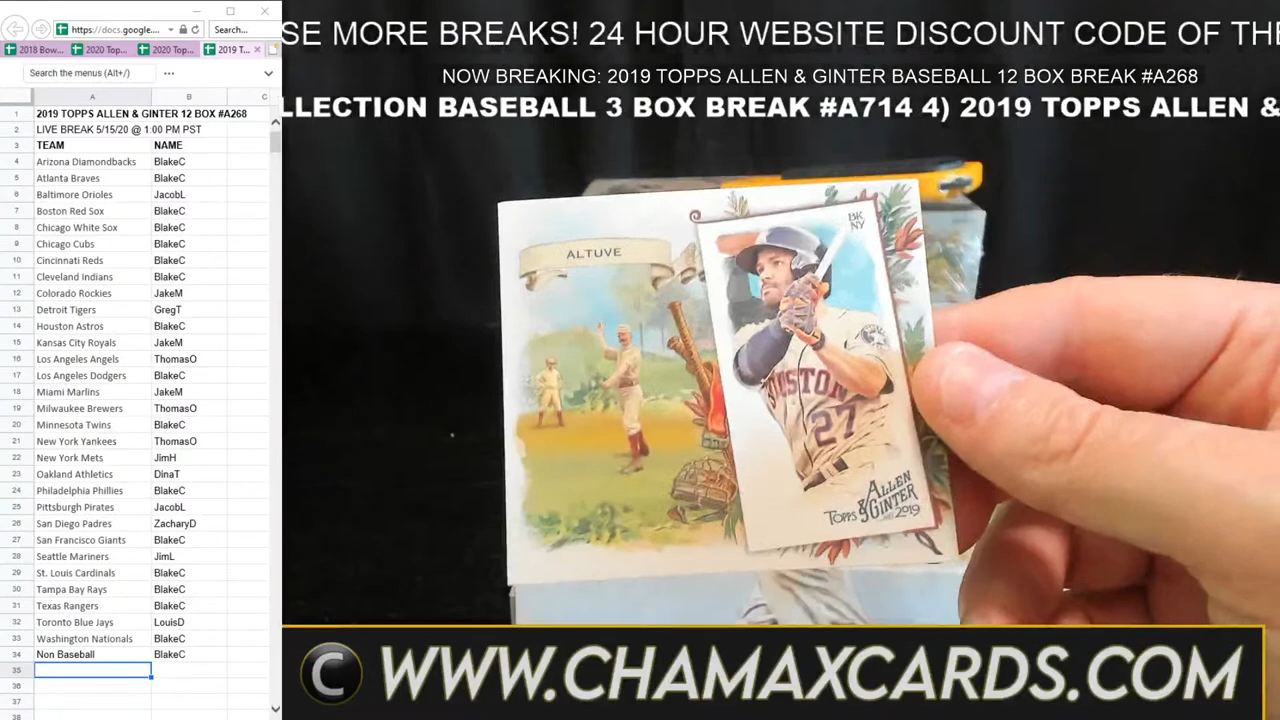 https://docs.google....
Search...
2018 Bow...
2020 Top...
2020 Top...
2019 T...
Search the menus (Alt+/)
A B C
1 2019 TOPPS ALLEN & GINTER 12 BOX #A268
2 LIVE BREAK 5/15/20 @ 1:00 PM PST
3 TEAM NAME
4 Arizona Diamondbacks BlakeC
5 Atlanta Braves BlakeC
6 Baltimore Orioles JacobL
7 Boston Red Sox BlakeC
8 Chicago White Sox BlakeC
9 Chicago Cubs BlakeC
10 Cincinnati Reds BlakeC
11 Cleveland Indians BlakeC
12 Colorado Rockies JakeM
13 Detroit Tigers GregT
14 Houston Astros BlakeC
15 Kansas City Royals JakeM
16 Los Angeles Angels ThomasO
17 Los Angeles Dodgers BlakeC
18 Miami Marlins JakeM
19 Milwaukee Brewers ThomasO
20 Minnesota Twins BlakeC
21 New York Yankees ThomasO
22 New York Mets JimH
23 Oakland Athletics DinaT
24 Philadelphia Phillies BlakeC
25 Pittsburgh Pirates JacobL
26 San Diego Padres ZacharyD
27 San Francisco Giants BlakeC
28 Seattle Mariners JimL
29 St. Louis Cardinals BlakeC
30 Tampa Bay Rays BlakeC
31 Texas Rangers BlakeC
32 Toronto Blue Jays LouisD
33 Washington Nationals BlakeC
34 Non Baseball BlakeC
35
36
37
38
SE MORE BREAKS! 24 HOUR WEBSITE DISCOUNT CODE OF THE
NOW BREAKING: 2019 TOPPS ALLEN & GINTER BASEBALL 12 BOX BREAK #A268
LLECTION BASEBALL 3 BOX BREAK #A714 4) 2019 TOPPS ALLEN &
ALTUVE
BK
NY
HOUSTON
27
ALLEN
& GINTER
TOPPS 2019
C WWW.CHAMAXCARDS.COM